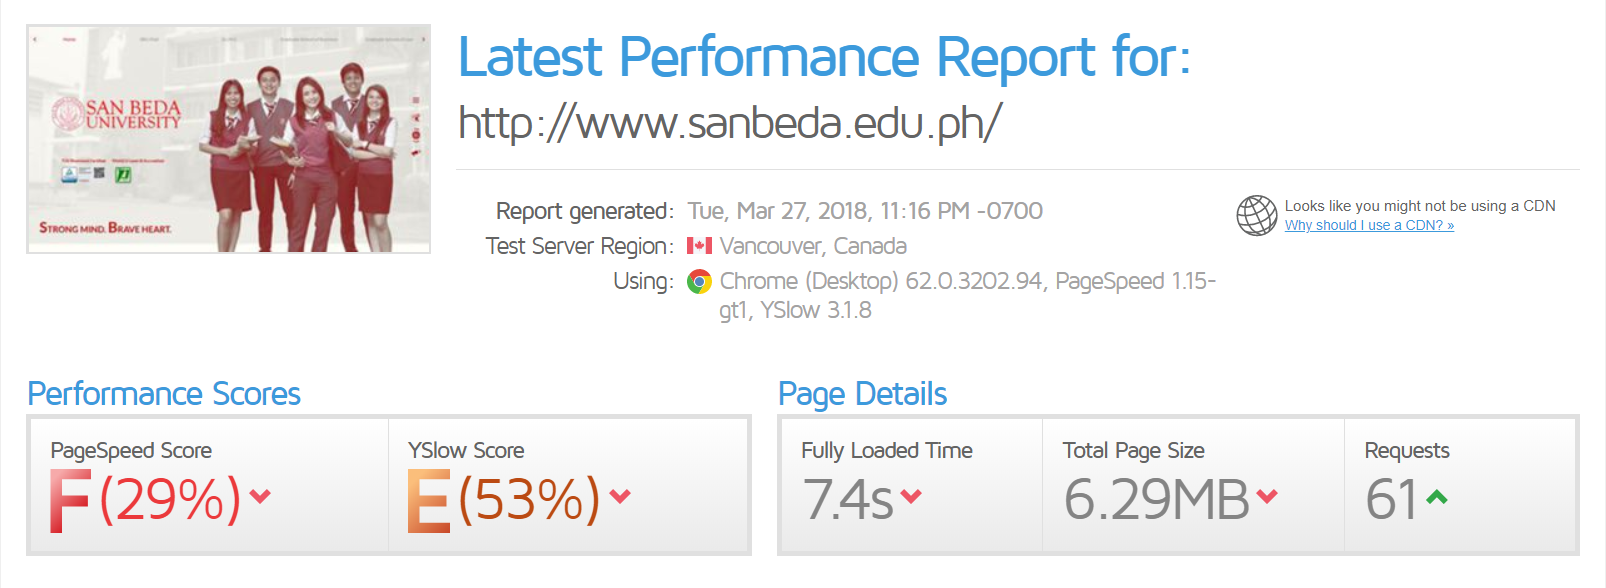 Home
SAN BEDA
UNIVERSITY
STRONG MIND. BRAVE HEART.
Latest Performance Report for:
http://www.sanbeda.edu.ph/
Report generated: Tue, Mar 27, 2018, 11:16 PM -0700
Test Server Region: Vancouver, Canada
Using: Chrome (Desktop) 62.0.3202.94, PageSpeed 1.15-
gt1, YSlow 3.1.8
Looks like you might not be using a CDN
Why should I use a CDN? »
Performance Scores
PageSpeed Score
F(29%)
YSlow Score
E(53%)
Page Details
Fully Loaded Time
7.4s
Total Page Size
6.29MB
Requests
61